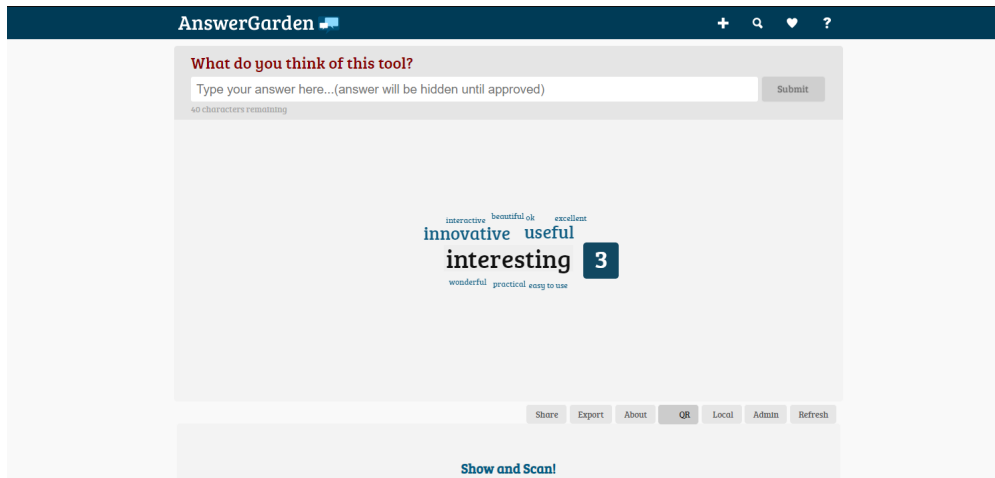 AnswerGarden
What do you think of this tool?
Type your answer here...(answer will be hidden until approved)
Submit
40 characters remaining
interactive beautiful ok excellent
innovative useful
interesting 3
wonderful practical easy to use
Share Export About QR Local Admin Refresh
Show and Scan!